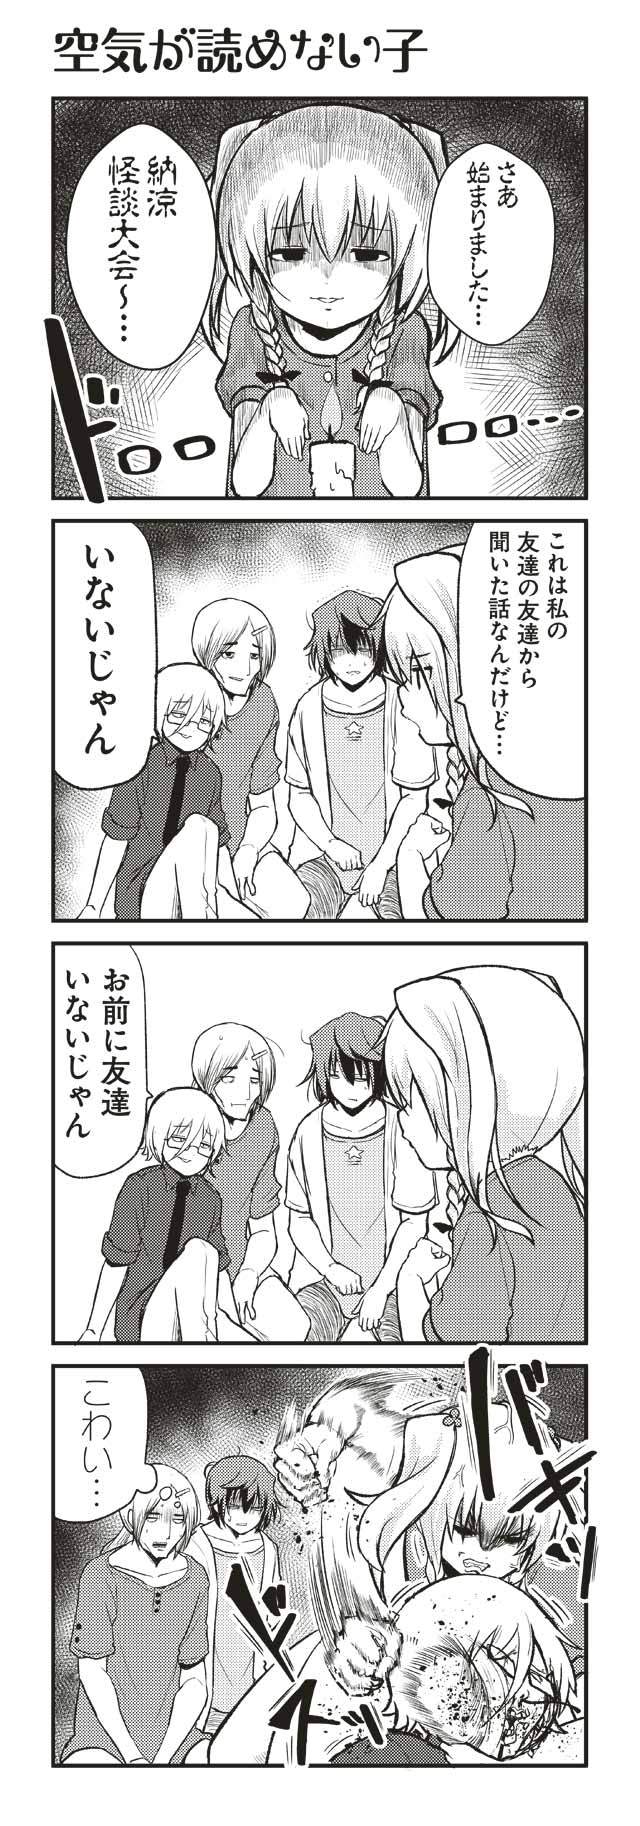 空気が読めない子
さあ
始まりました…
納涼
怪談大会～…
ドロロロロ…
これは私の
友達の友達から
聞いた話なんだけど…
いないじゃん
お前に友達
いないじゃん
こわい…
ドガッ
ドスッ